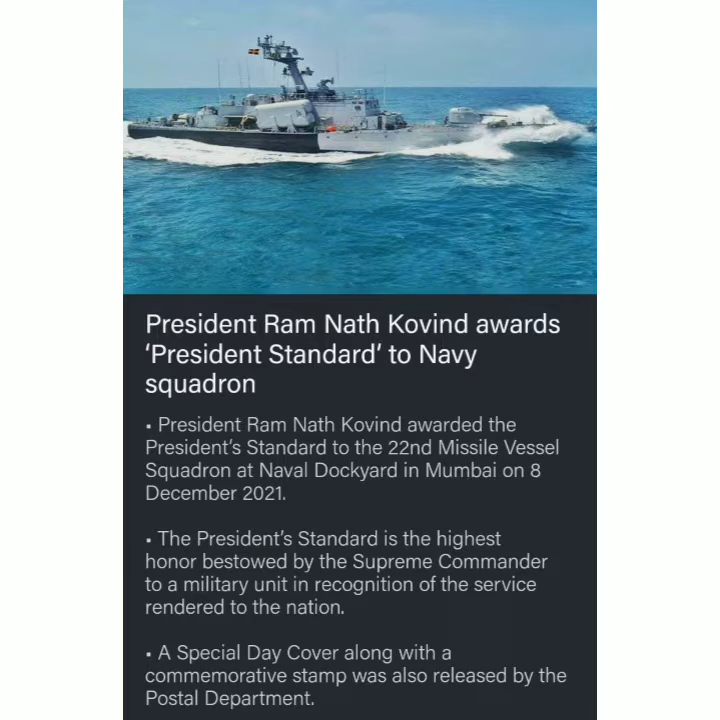 President Ram Nath Kovind awards
‘President Standard’ to Navy
squadron
• President Ram Nath Kovind awarded the
President’s Standard to the 22nd Missile Vessel
Squadron at Naval Dockyard in Mumbai on 8
December 2021.
• The President’s Standard is the highest
honor bestowed by the Supreme Commander
to a military unit in recognition of the service
rendered to the nation.
• A Special Day Cover along with a
commemorative stamp was also released by the
Postal Department.